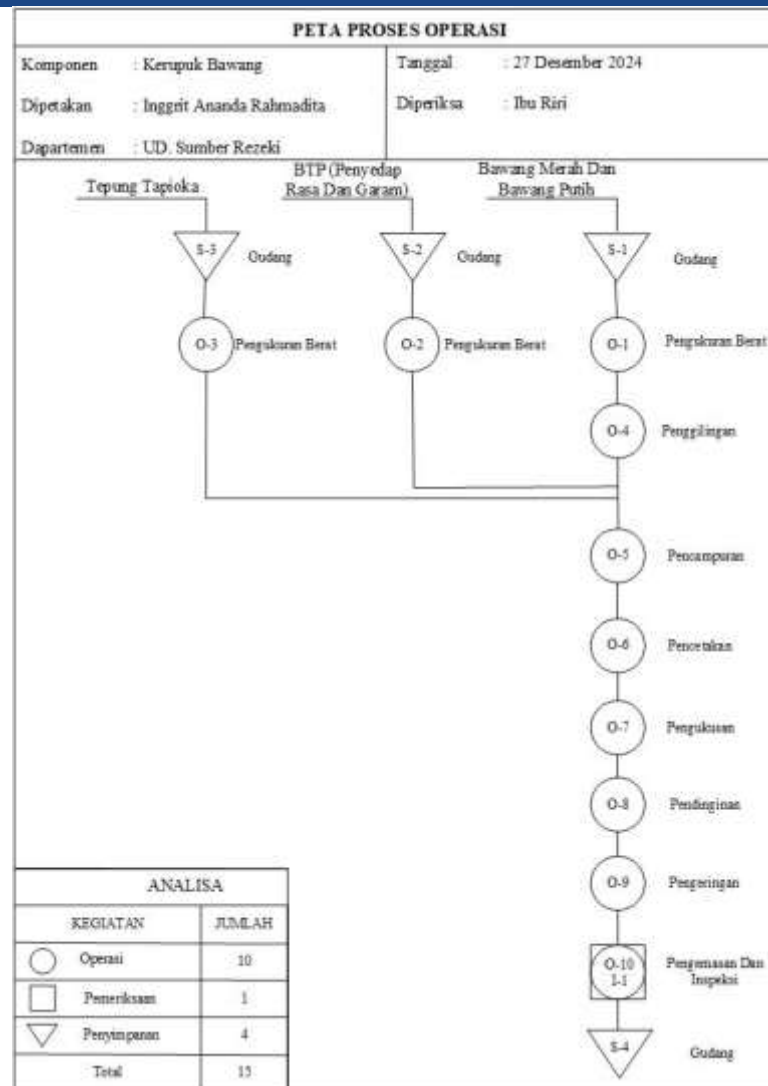 PETA PROSES OPERASI
Komponen : Kerupuk Bawang
Dipetakan : Inggrit Ananda Rahmadita
Dapartemen : UD. Sumber Rezeki
Tanggal : 27 Desember 2024
Diperiksa : Ibu Riri
Tepung Tapioka
BTP (Penyedap
Rasa Dan Garam)
Bawang Merah Dan
Bawang Putih
S-3 Gudang
S-2 Gudang
S-1 Gudang
O-3 Pengukuran Berat
O-2 Pengukuran Berat
O-1 Pengukuran Berat
O-4 Penggilingan
O-5 Pencampuran
O-6 Pencetakan
O-7 Pengukusan
O-8 Pendinginan
O-9 Pengeringan
O-10
I-1
Pengemasan Dan
Inspeksi
S-4 Gudang
ANALISA
KEGIATAN JUMLAH
Operasi 10
Pemeriksaan 1
Penyimpanan 4
Total 15